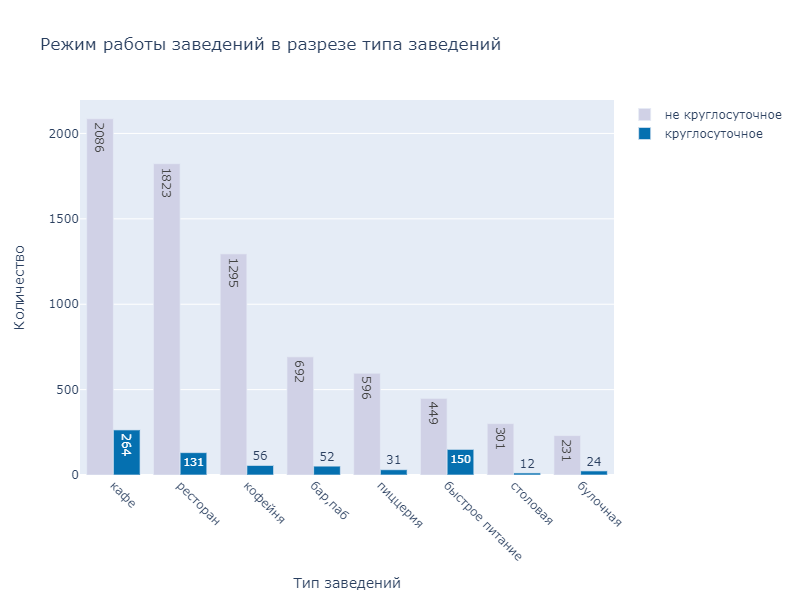 Режим работы заведений в разрезе типа заведений
не круглосуточное
круглосуточное
Количество
2000
1500
1000
500
0
2086
264
1823
131
1295
56
692
52
596
31
449
150
301
12
231
24
кафе
ресторан
кофейня
бар,паб
пиццерия
быстрое питание
столовая
булочная
Тип заведений